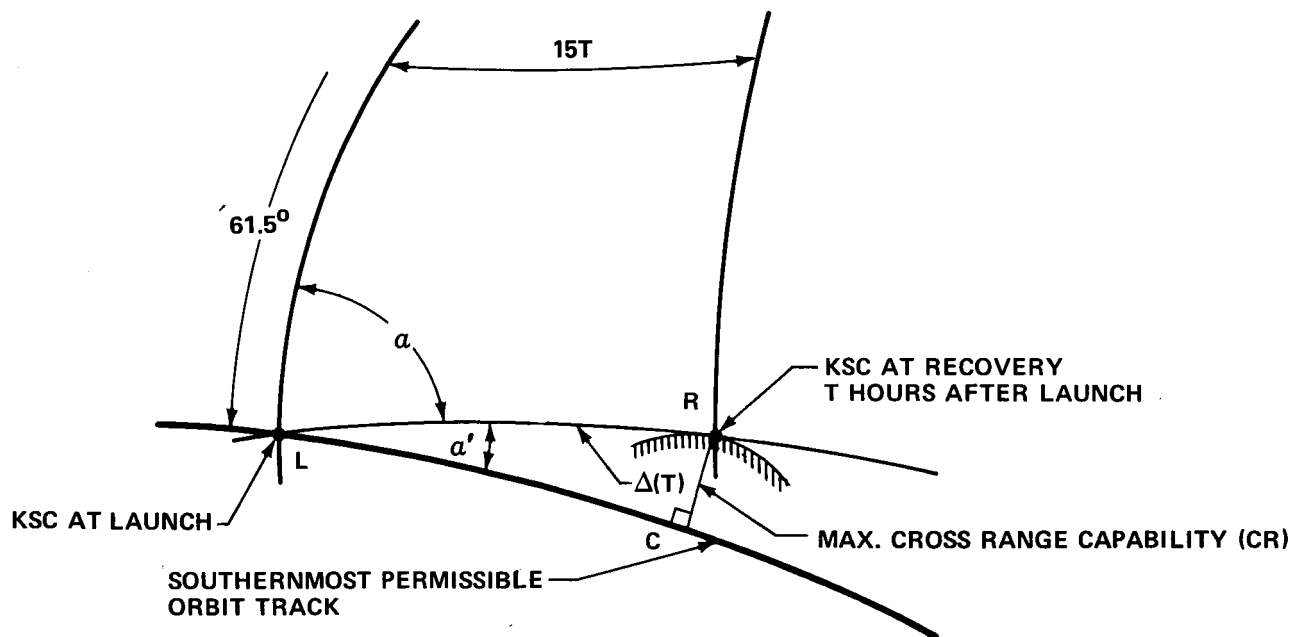 15T
61.5°
a
KSC AT RECOVERY
T HOURS AFTER LAUNCH
R
a'
L
Δ(T)
KSC AT LAUNCH
MAX. CROSS RANGE CAPABILITY (CR)
C
SOUTHERNMOST PERMISSIBLE
ORBIT TRACK